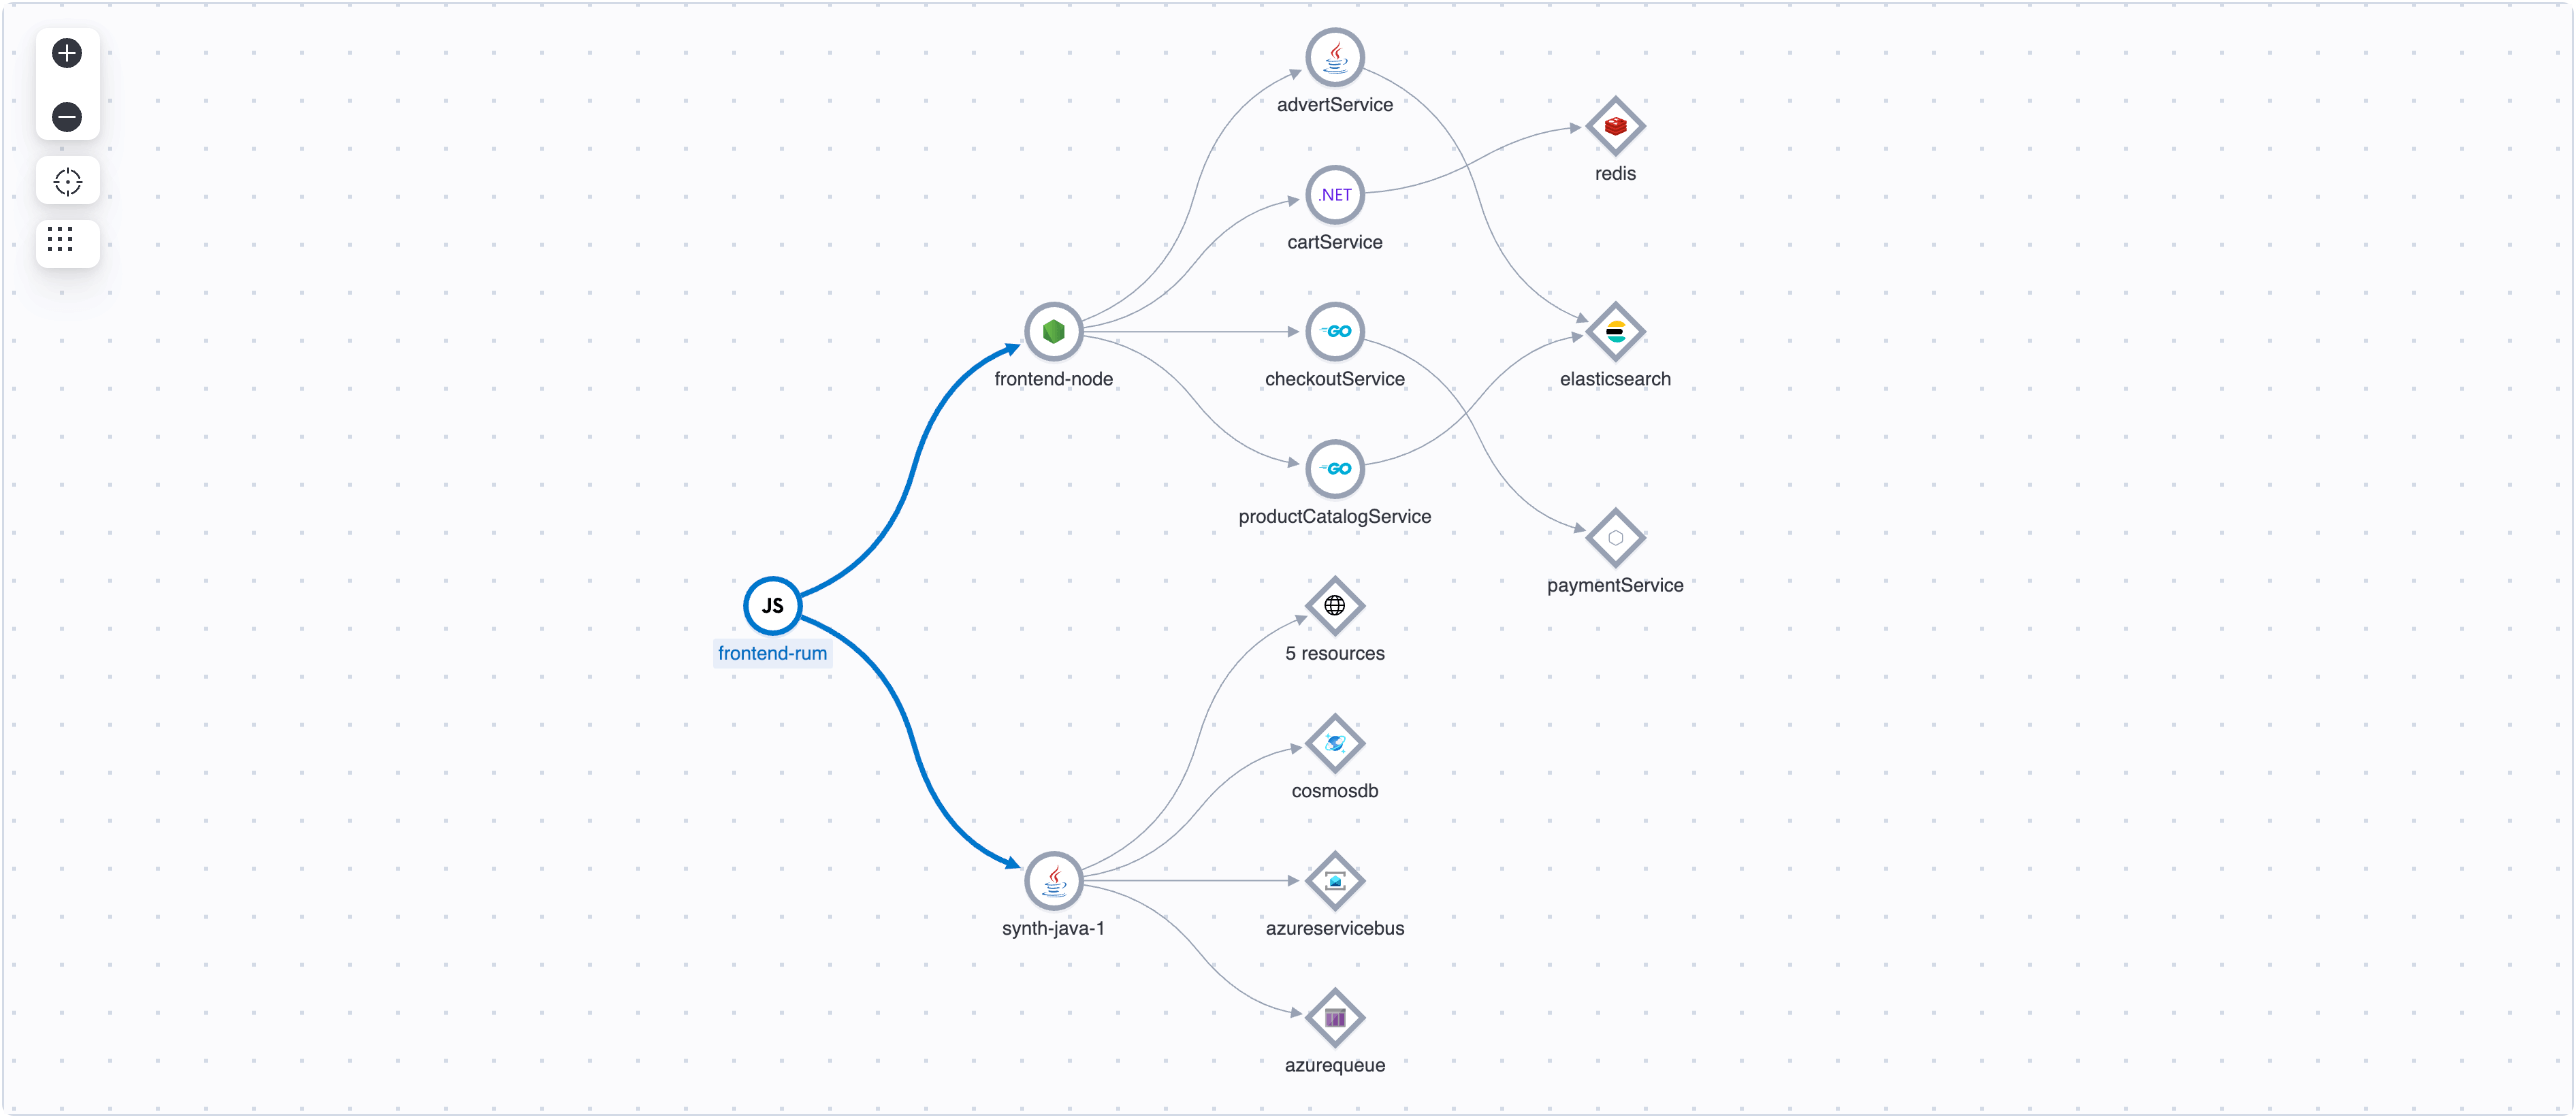 advertService
redis
.NET
cartService
frontend-node
GO
checkoutService
elasticsearch
GO
productCatalogService
paymentService
JS
frontend-rum
5 resources
cosmosdb
synth-java-1
azureservicebus
azurequeue